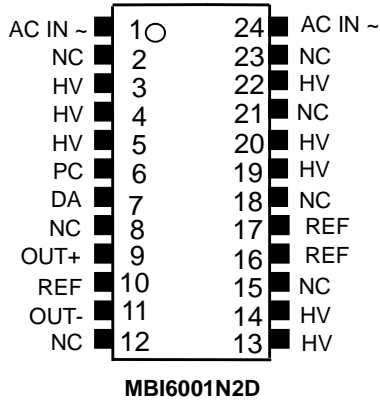 AC IN ~ 1 24 AC IN ~
NC 2 23 NC
HV 3 22 HV
HV 4 21 NC
HV 5 20 HV
PC 6 19 HV
DA 7 18 NC
NC 8 17 REF
OUT+ 9 16 REF
REF 10 15 NC
OUT- 11 14 HV
NC 12 13 HV
MBI6001N2D